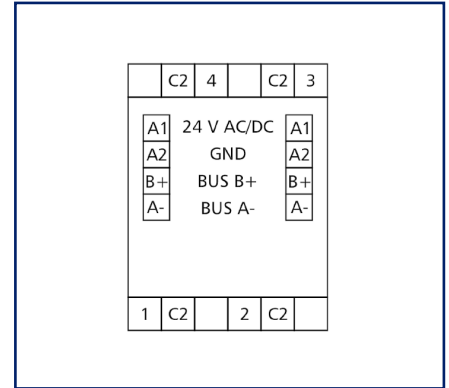 C2 4 C2 3
A1 24 V AC/DC A1
A2 GND A2
B+ BUS B+ B+
A- BUS A- A-
1 C2 2 C2